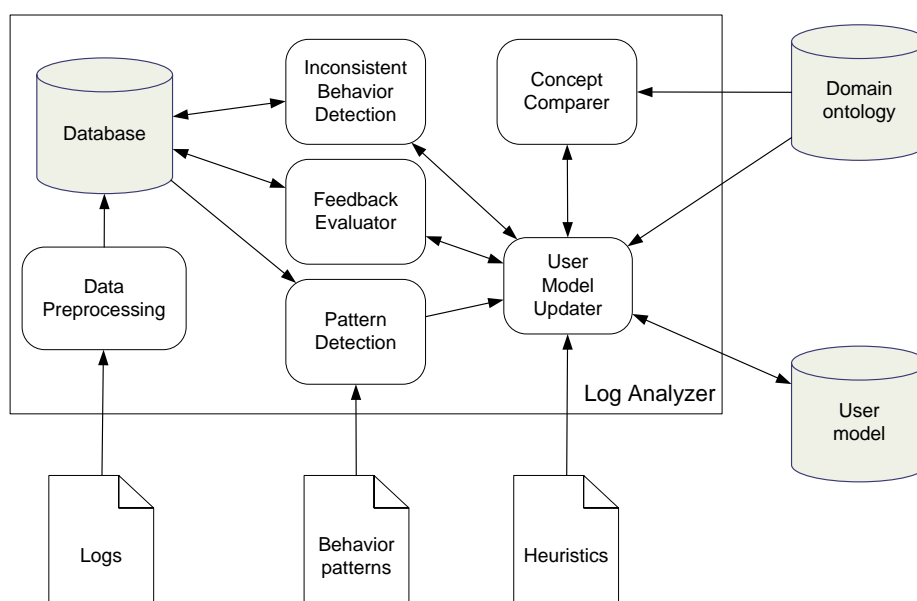 Inconsistent
Behavior
Detection
Concept
Comparer
Domain
ontology
Database
Feedback
Evaluator
User
Model
Updater
Data
Preprocessing
Pattern
Detection
Log Analyzer
User
model
Logs
Behavior
patterns
Heuristics